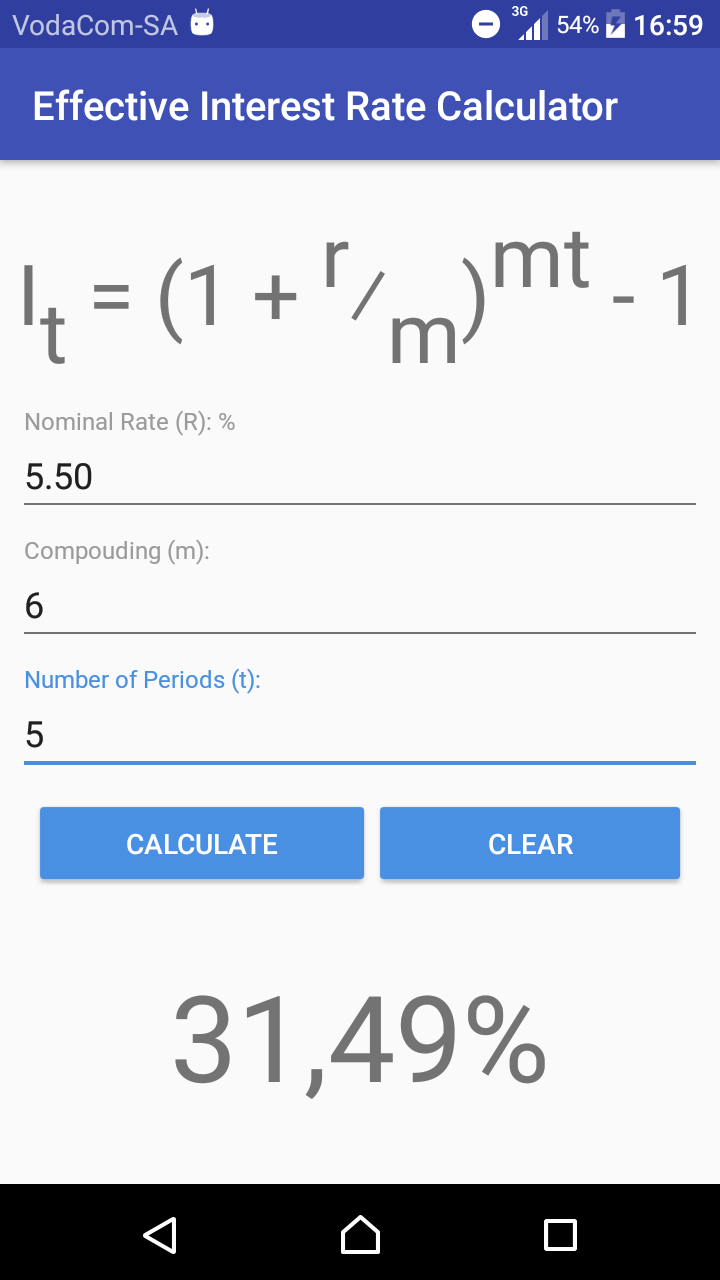 VodaCom-SA 3G 54% 16:59
Effective Interest Rate Calculator
I_t = (1 + r/m)^mt - 1
Nominal Rate (R): %
5.50
Compouding (m):
6
Number of Periods (t):
5
CALCULATE CLEAR
31,49%